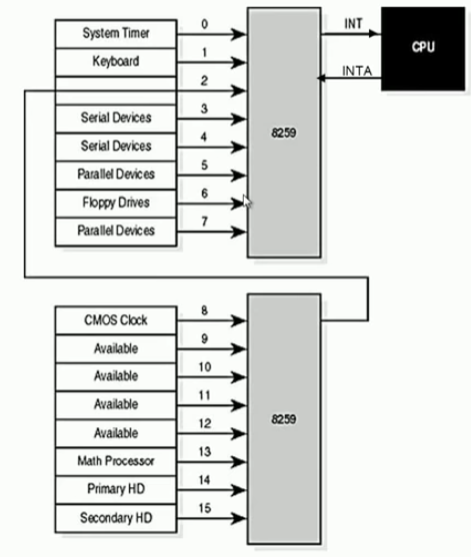 System Timer 0
INT
CPU
Keyboard 1
INTA
2
Serial Devices 3
8259
Serial Devices 4
Parallel Devices 5
Floppy Drives 6
Parallel Devices 7
CMOS Clock 8
Available 9
Available 10
Available 11
8259
Available 12
Math Processor 13
Primary HD 14
Secondary HD 15